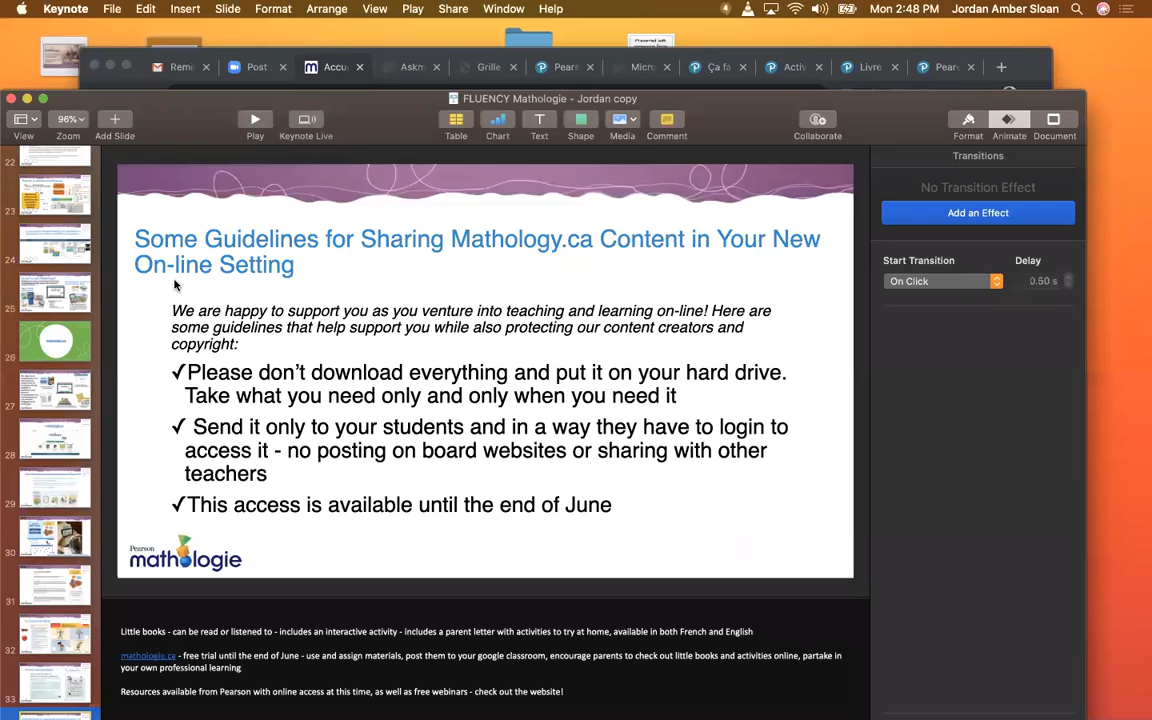 Keynote File Edit Insert Slide Format Arrange View Play Share Window Help Mon 2:48 PM Jordan Amber Sloan
Rem Post Accu Askn Grille Pears Micro Ça fa Activ Livre Pears
FLUENCY Mathologie - Jordan copy
96%
View Zoom Add Slide Play Keynote Live Table Chart Text Shape Media Comment Collaborate Format Animate Document
Transitions
No Transition Effect
Add an Effect
Start Transition Delay
On Click 0.50 s
22
23
24
25
26
27
28
29
30
31
32
33
Some Guidelines for Sharing Mathology.ca Content in Your New
On-line Setting
We are happy to support you as you venture into teaching and learning on-line! Here are
some guidelines that help support you while also protecting our content creators and
copyright:
✓Please don't download everything and put it on your hard drive.
Take what you need only and only when you need it
✓ Send it only to your students and in a way they have to login to
access it - no posting on board websites or sharing with other
teachers
✓This access is available until the end of June
Pearson
mathologie
Little books - can be read or listened to - includes an interactive activity - includes a parent letter with activities to try at home, available in both French and English
mathologie.ca - free trial until the end of June - use and assign materials, post them to your google classroom, encourage parents to check out little books and activities online, partake in
your own professional learning
Resources available from Pearson with online access at this time, as well as free webinars - check out the website!